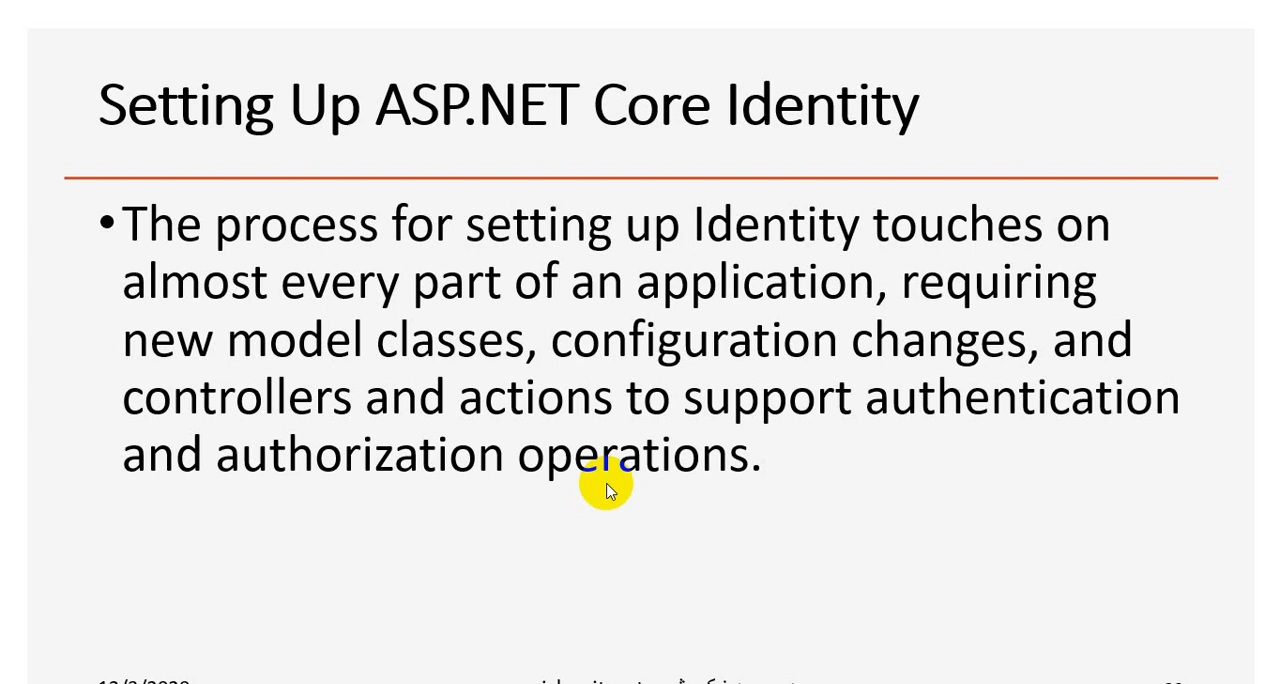 Setting Up ASP.NET Core Identity
•The process for setting up Identity touches on
almost every part of an application, requiring
new model classes, configuration changes, and
controllers and actions to support authentication
and authorization operations.